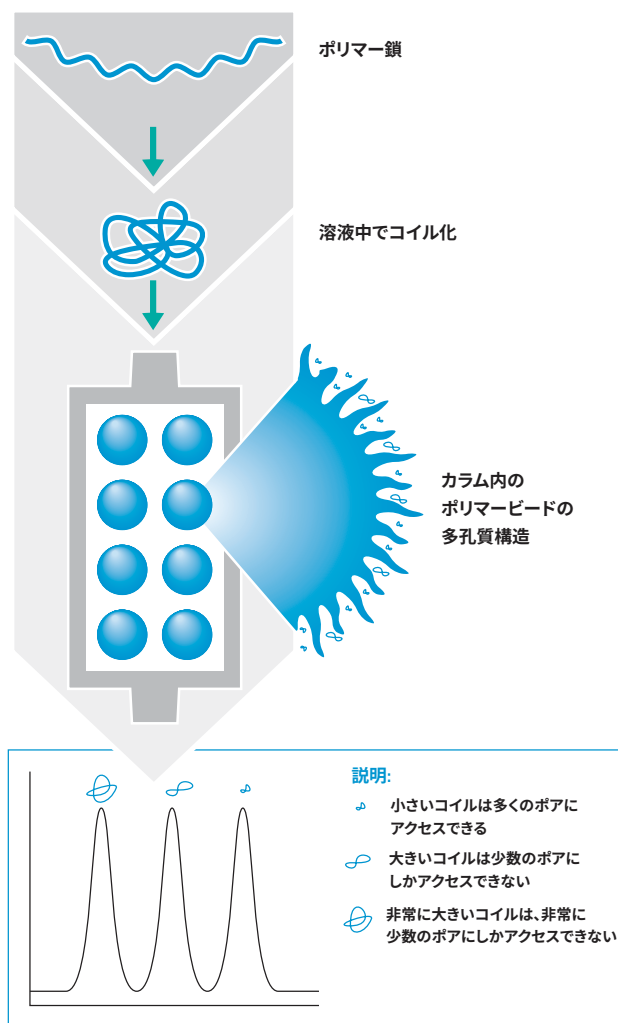 ポリマー鎖
溶液中でコイル化
カラム内の
ポリマービードの
多孔質構造
説明:
小さいコイルは多くのポアに
アクセスできる
大きいコイルは少数のポアに
しかアクセスできない
非常に大きいコイルは、非常に
少数のポアにしかアクセスできない